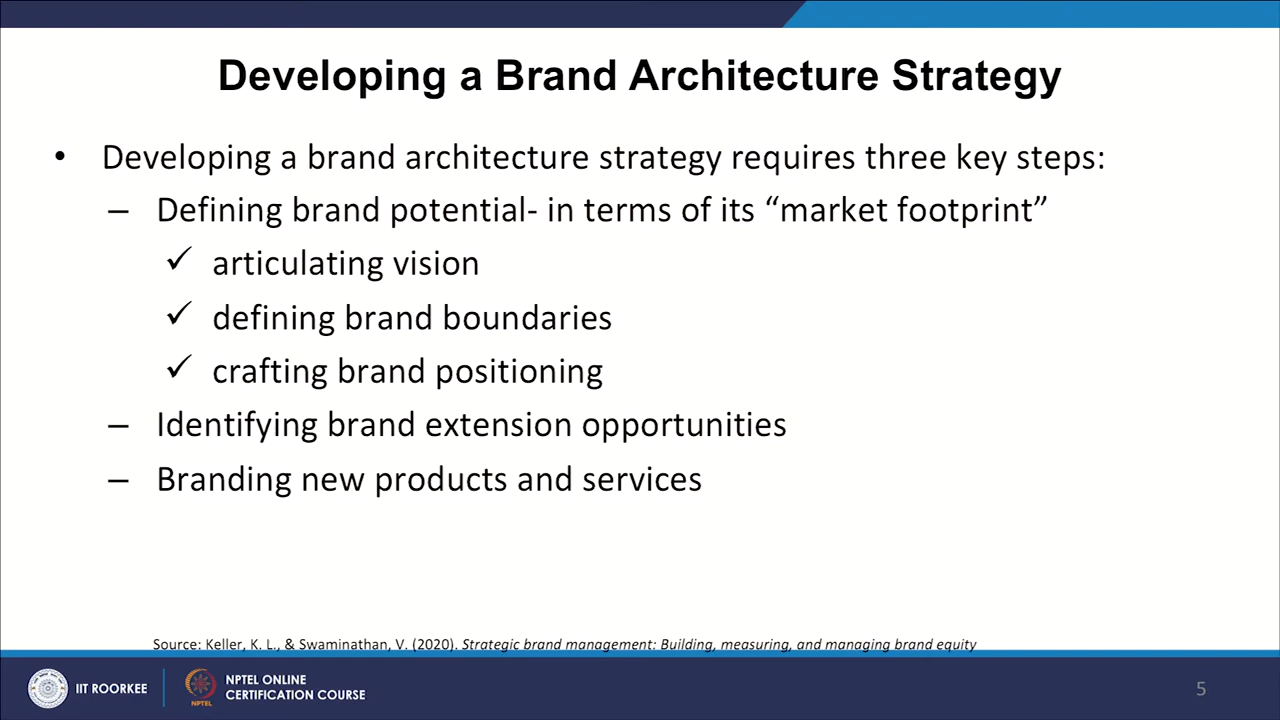 Developing a Brand Architecture Strategy
• Developing a brand architecture strategy requires three key steps:
– Defining brand potential- in terms of its “market footprint”
✓ articulating vision
✓ defining brand boundaries
✓ crafting brand positioning
– Identifying brand extension opportunities
– Branding new products and services
Source: Keller, K. L., & Swaminathan, V. (2020). Strategic brand management: Building, measuring, and managing brand equity
IIT ROORKEE
NPTEL
NPTEL ONLINE
CERTIFICATION COURSE
5